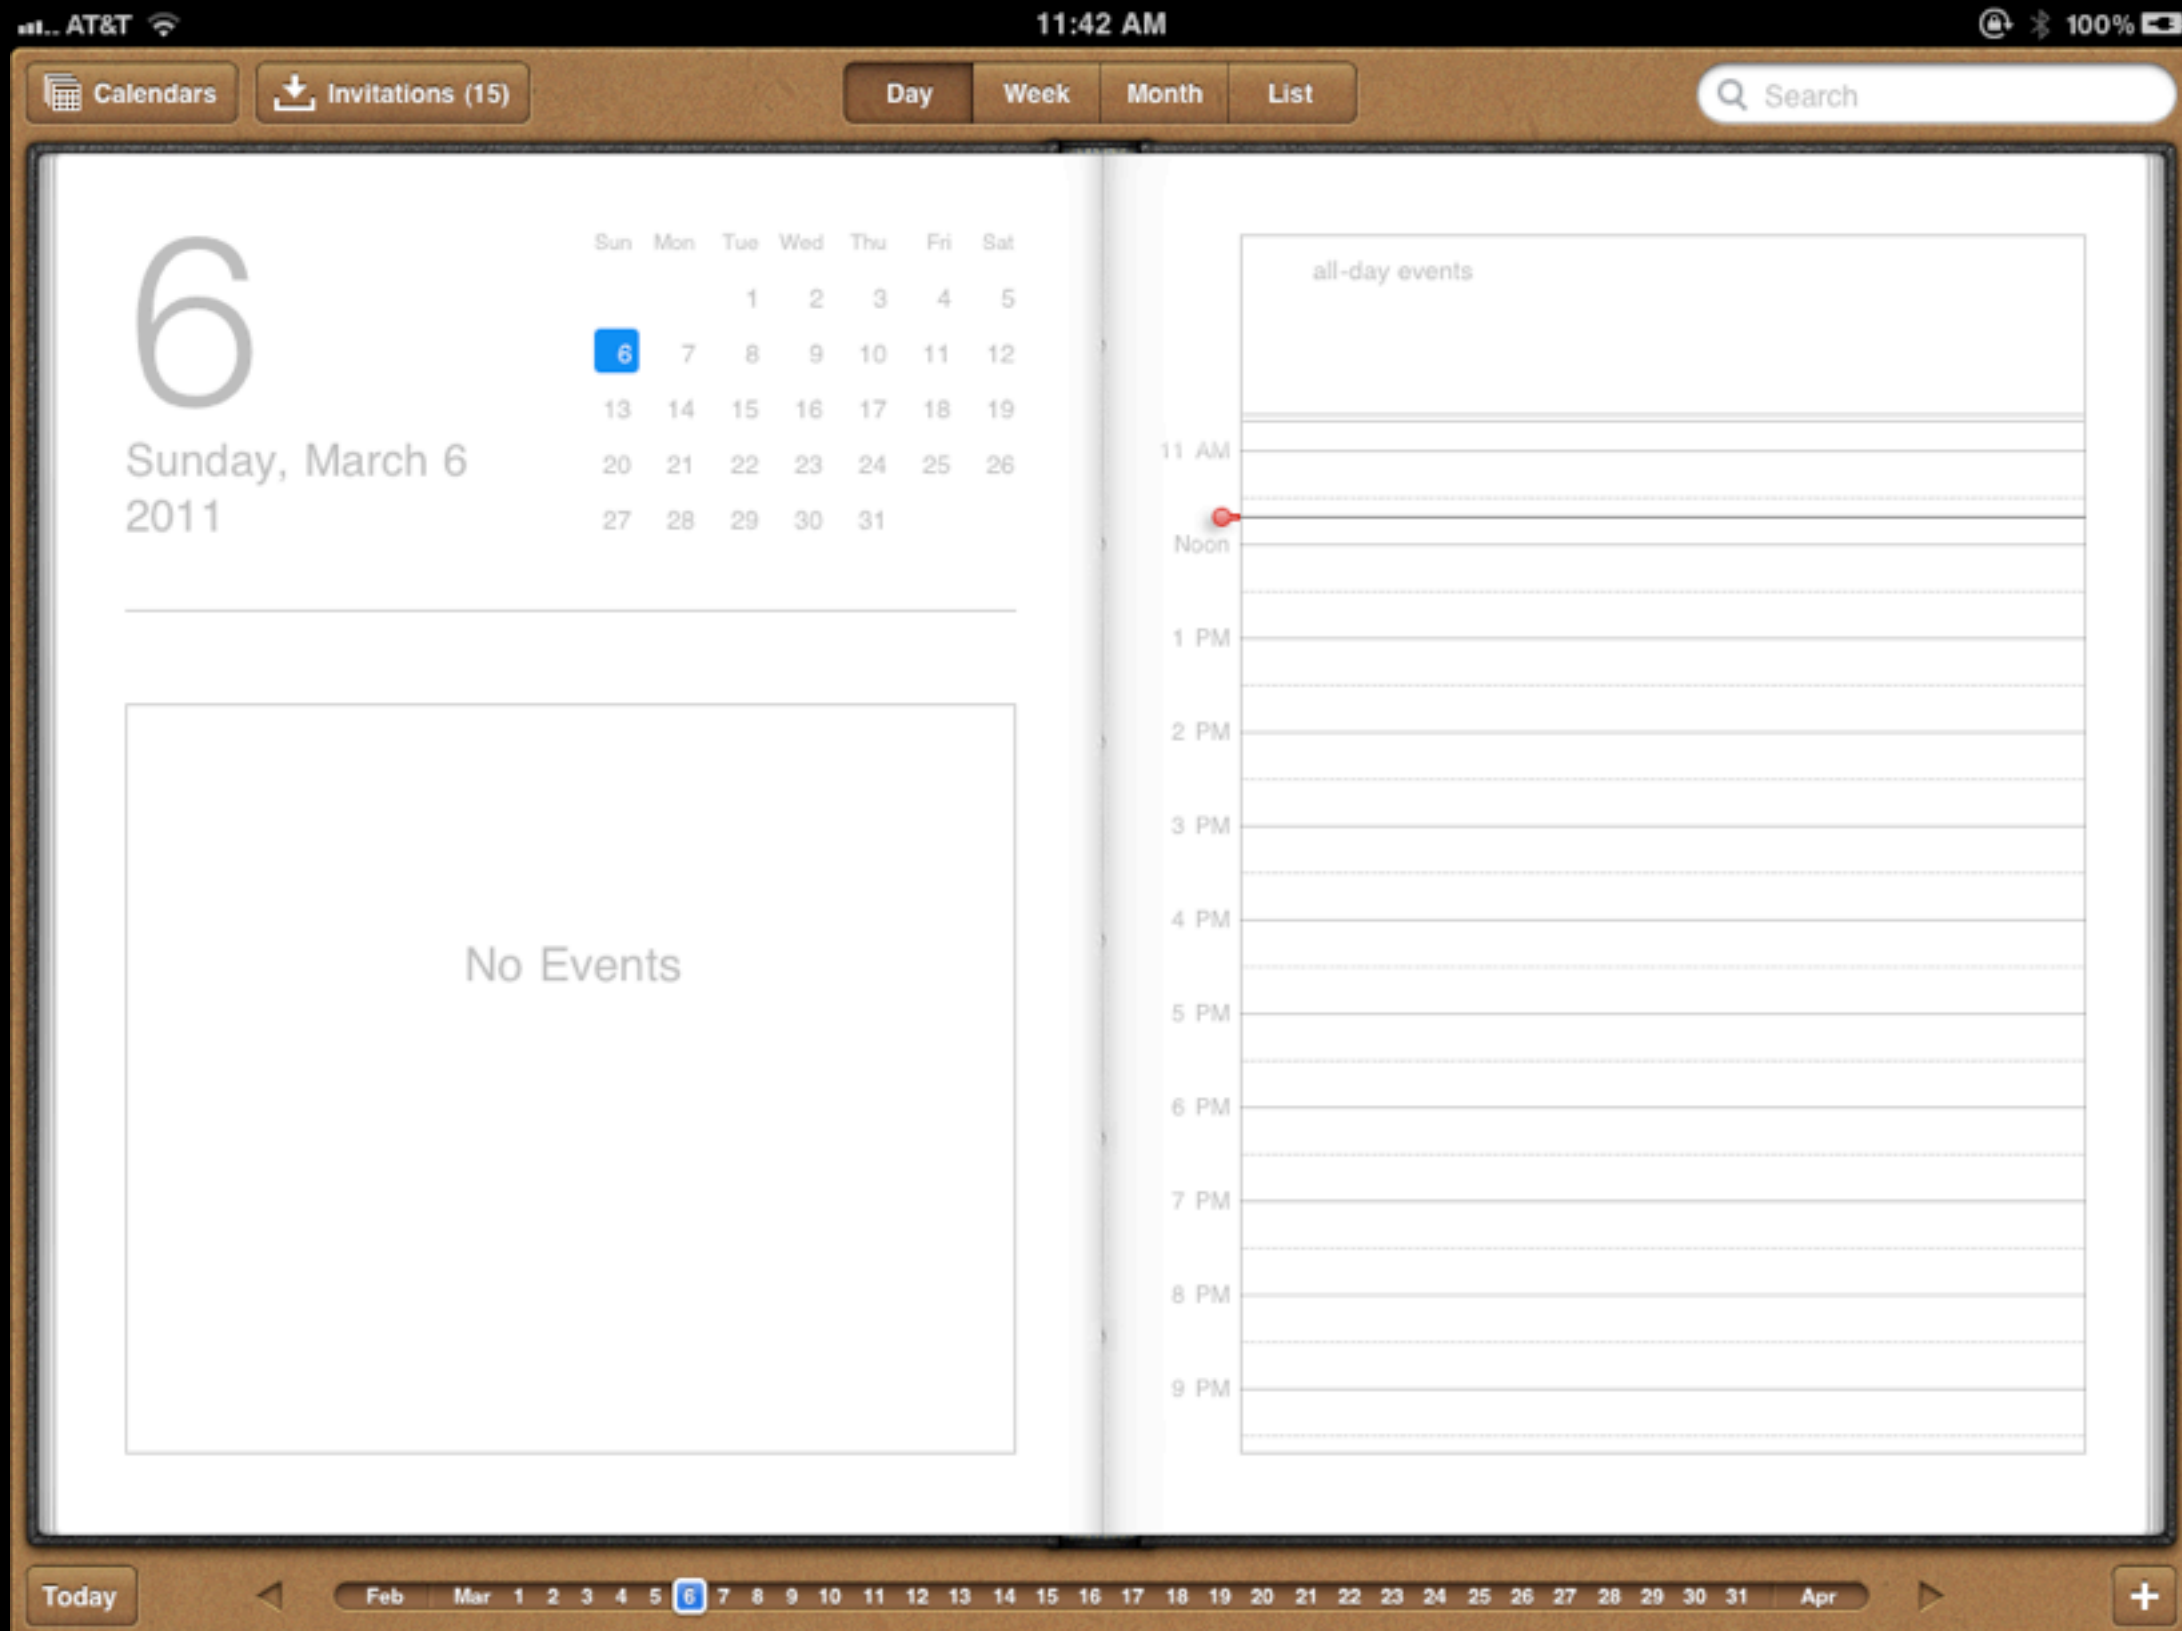 AT&T 11:42 AM 100%
Calendars Invitations (15) Day Week Month List Search
6
Sunday, March 6
2011
Sun Mon Tue Wed Thu Fri Sat
1 2 3 4 5
6 7 8 9 10 11 12
13 14 15 16 17 18 19
20 21 22 23 24 25 26
27 28 29 30 31
No Events
all-day events
11 AM
Noon
1 PM
2 PM
3 PM
4 PM
5 PM
6 PM
7 PM
8 PM
9 PM
Today Feb Mar 1 2 3 4 5 6 7 8 9 10 11 12 13 14 15 16 17 18 19 20 21 22 23 24 25 26 27 28 29 30 31 Apr +